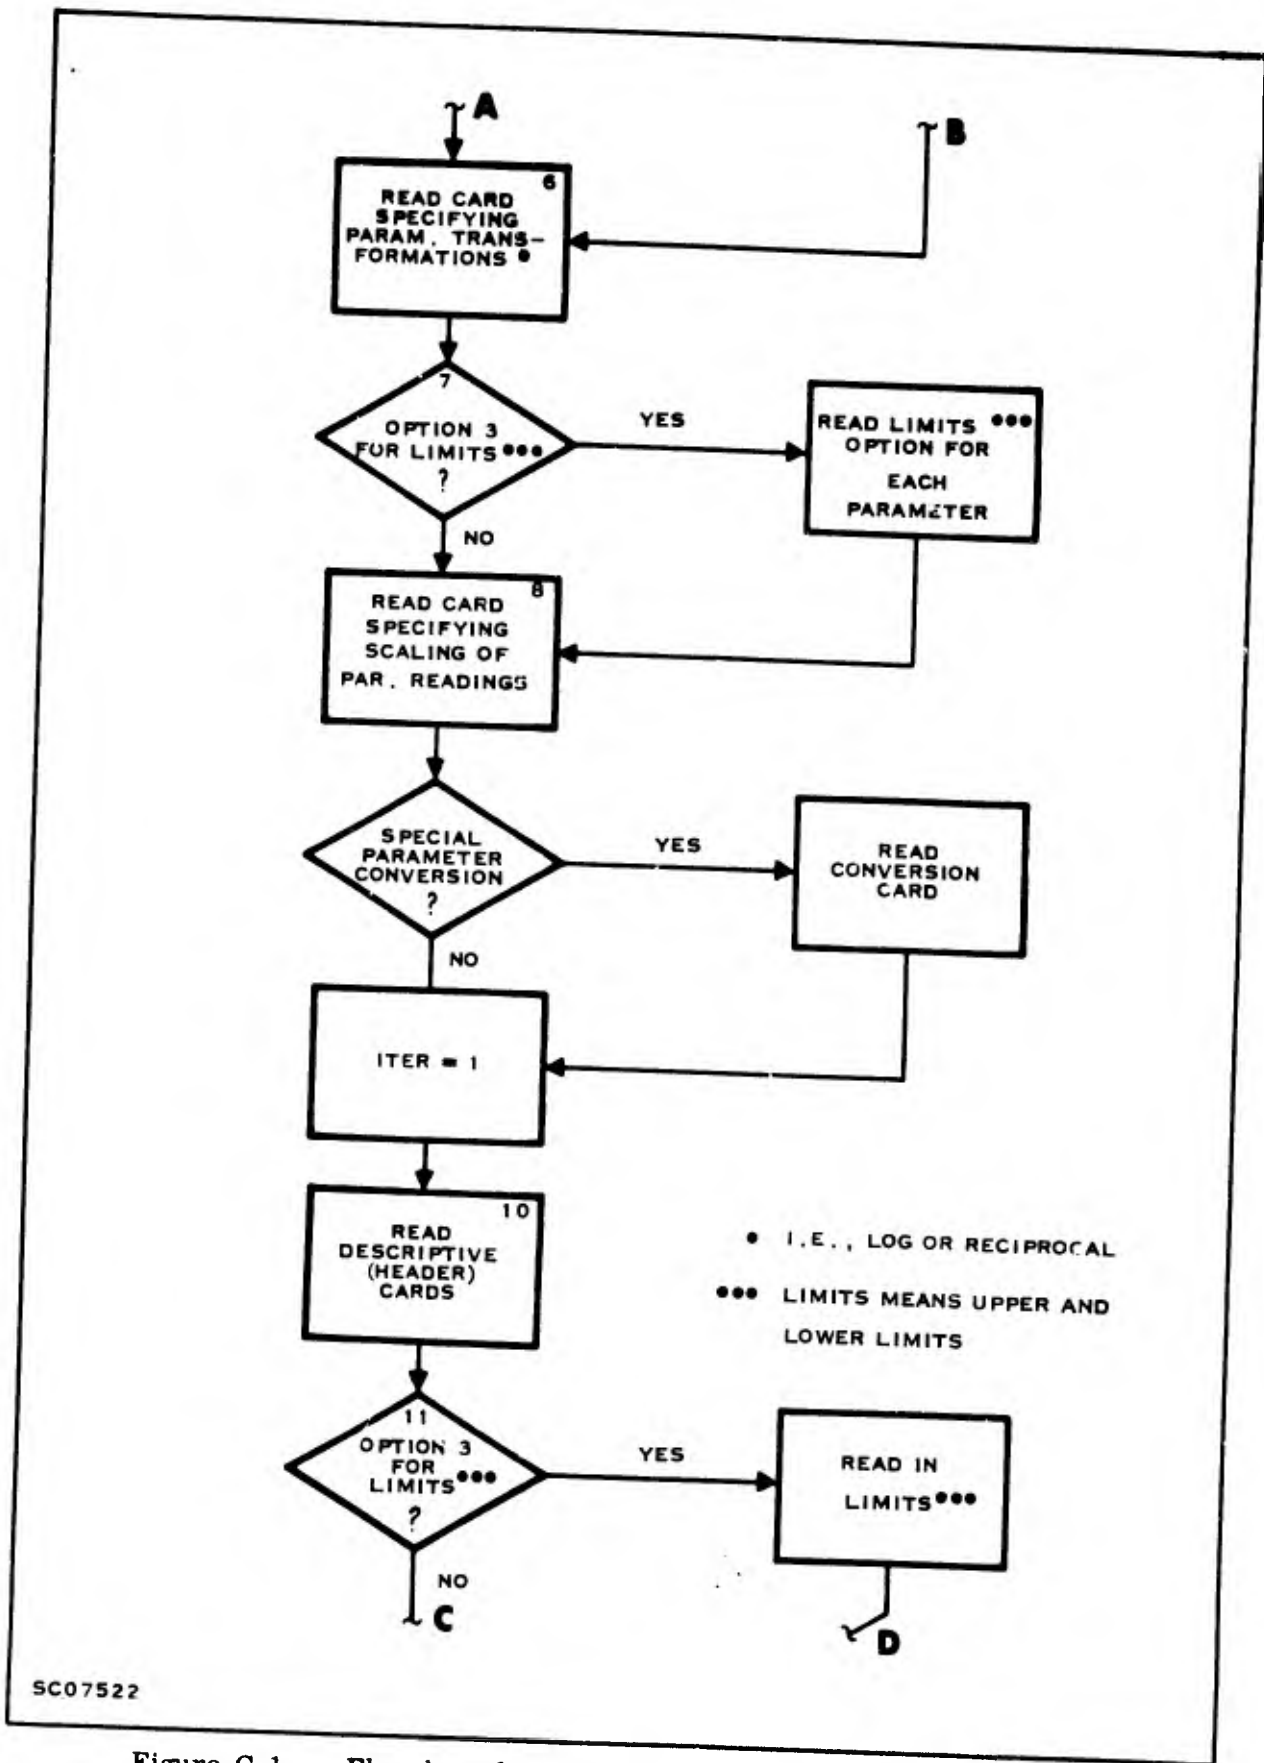 A
B
6
READ CARD
SPECIFYING
PARAM. TRANS-
FORMATIONS •
7
OPTION 3
FOR LIMITS •••
?
YES
READ LIMITS •••
OPTION FOR
EACH
PARAMETER
NO
8
READ CARD
SPECIFYING
SCALING OF
PAR. READINGS
SPECIAL
PARAMETER
CONVERSION
?
YES
READ
CONVERSION
CARD
NO
ITER = 1
10
READ
DESCRIPTIVE
(HEADER)
CARDS
• I.E., LOG OR RECIPROCAL
••• LIMITS MEANS UPPER AND
LOWER LIMITS
11
OPTION 3
FOR
LIMITS •••
?
YES
READ IN
LIMITS •••
NO
C
D
SC07522
Figure C-1.